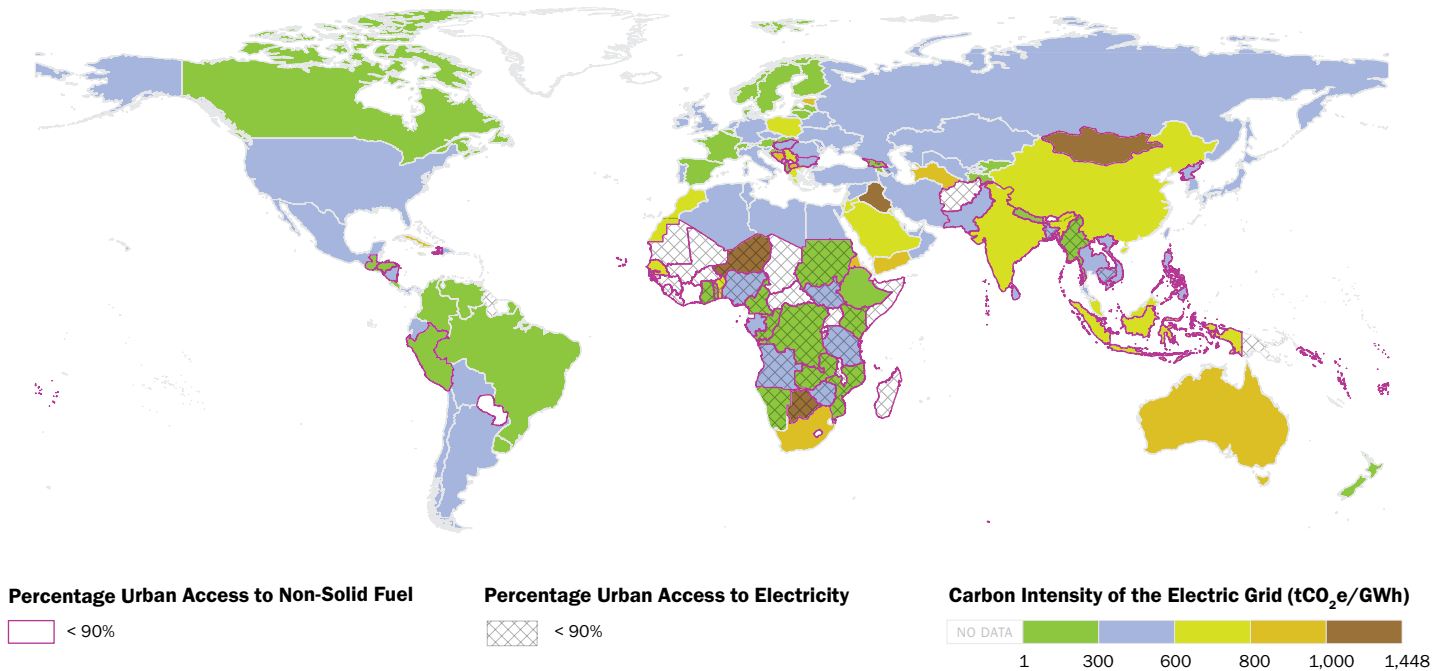 Percentage Urban Access to Non-Solid Fuel
< 90%
Percentage Urban Access to Electricity
< 90%
Carbon Intensity of the Electric Grid (tCO₂e/GWh)
NO DATA
1 300 600 800 1,000 1,448